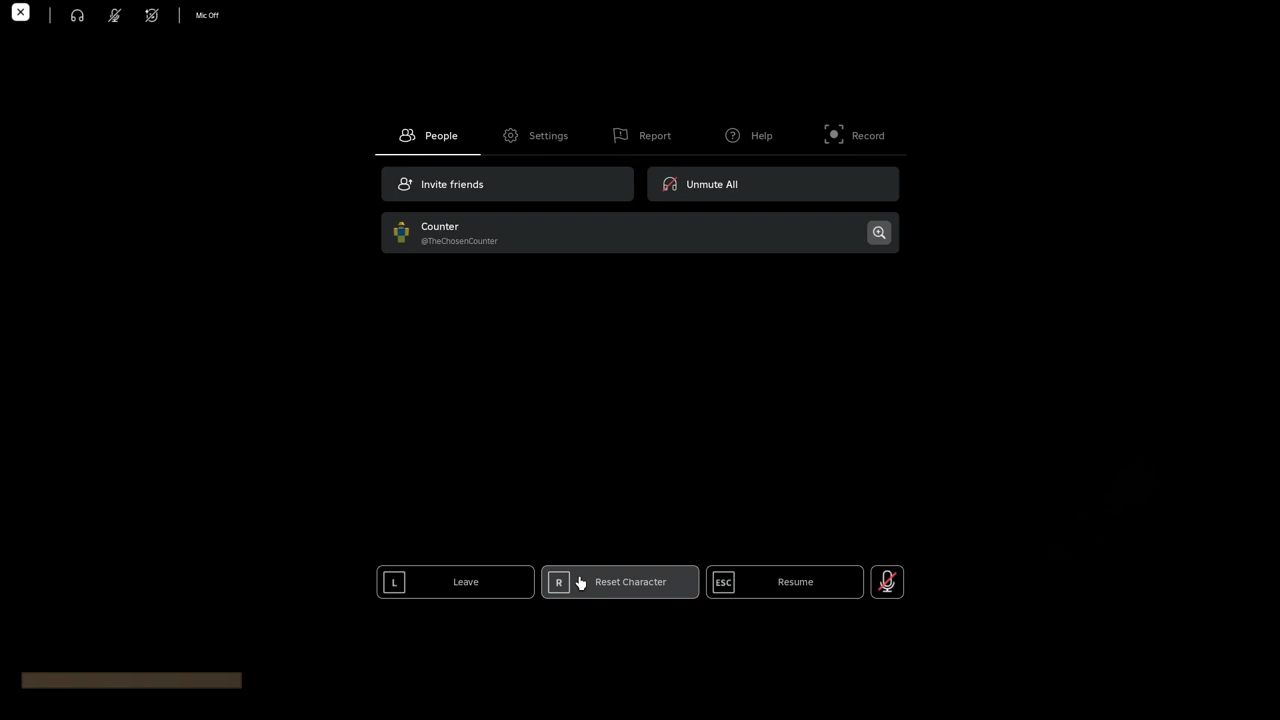 Mic Off
People
Settings
Report
Help
Record
Invite friends
Unmute All
Counter
@TheChosenCounter
L
Leave
R
Reset Character
ESC
Resume